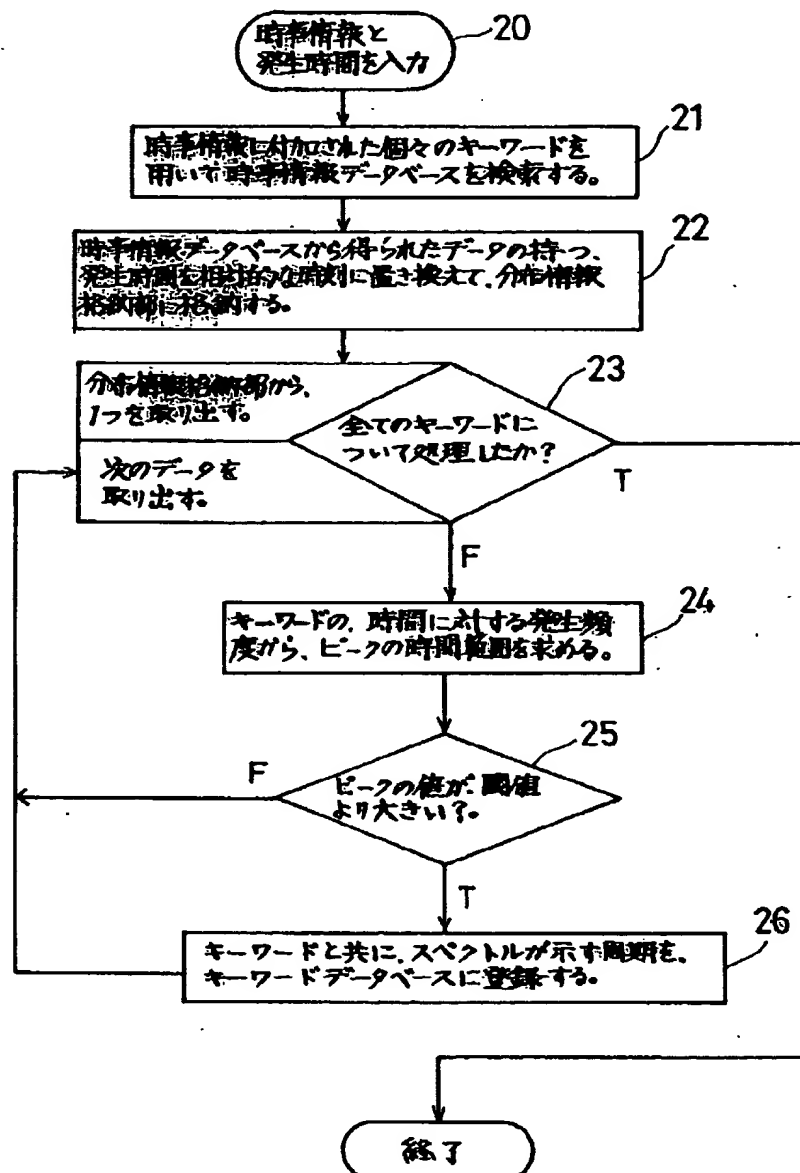 時事情報と
発生時間を入力
20
時事情報に付加された個々のキーワードを
用いて時事情報データベースを検索する。
21
時事情報データベースから得られたデータの持つ、
発生時間を相対的な時刻に置き換えて、分布情報
格納部に格納する。
22
分布情報格納部から、
1つを取り出す。
次のデータを
取り出す。
全てのキーワードに
ついて処理したか?
23
T
F
キーワードの、時間に対する発生頻
度から、ピークの時間範囲を求める。
24
ピークの値が、閾値
より大きい?。
25
F
T
キーワードと共に、スペクトルが示す周期を、
キーワードデータベースに登録する。
26
終了